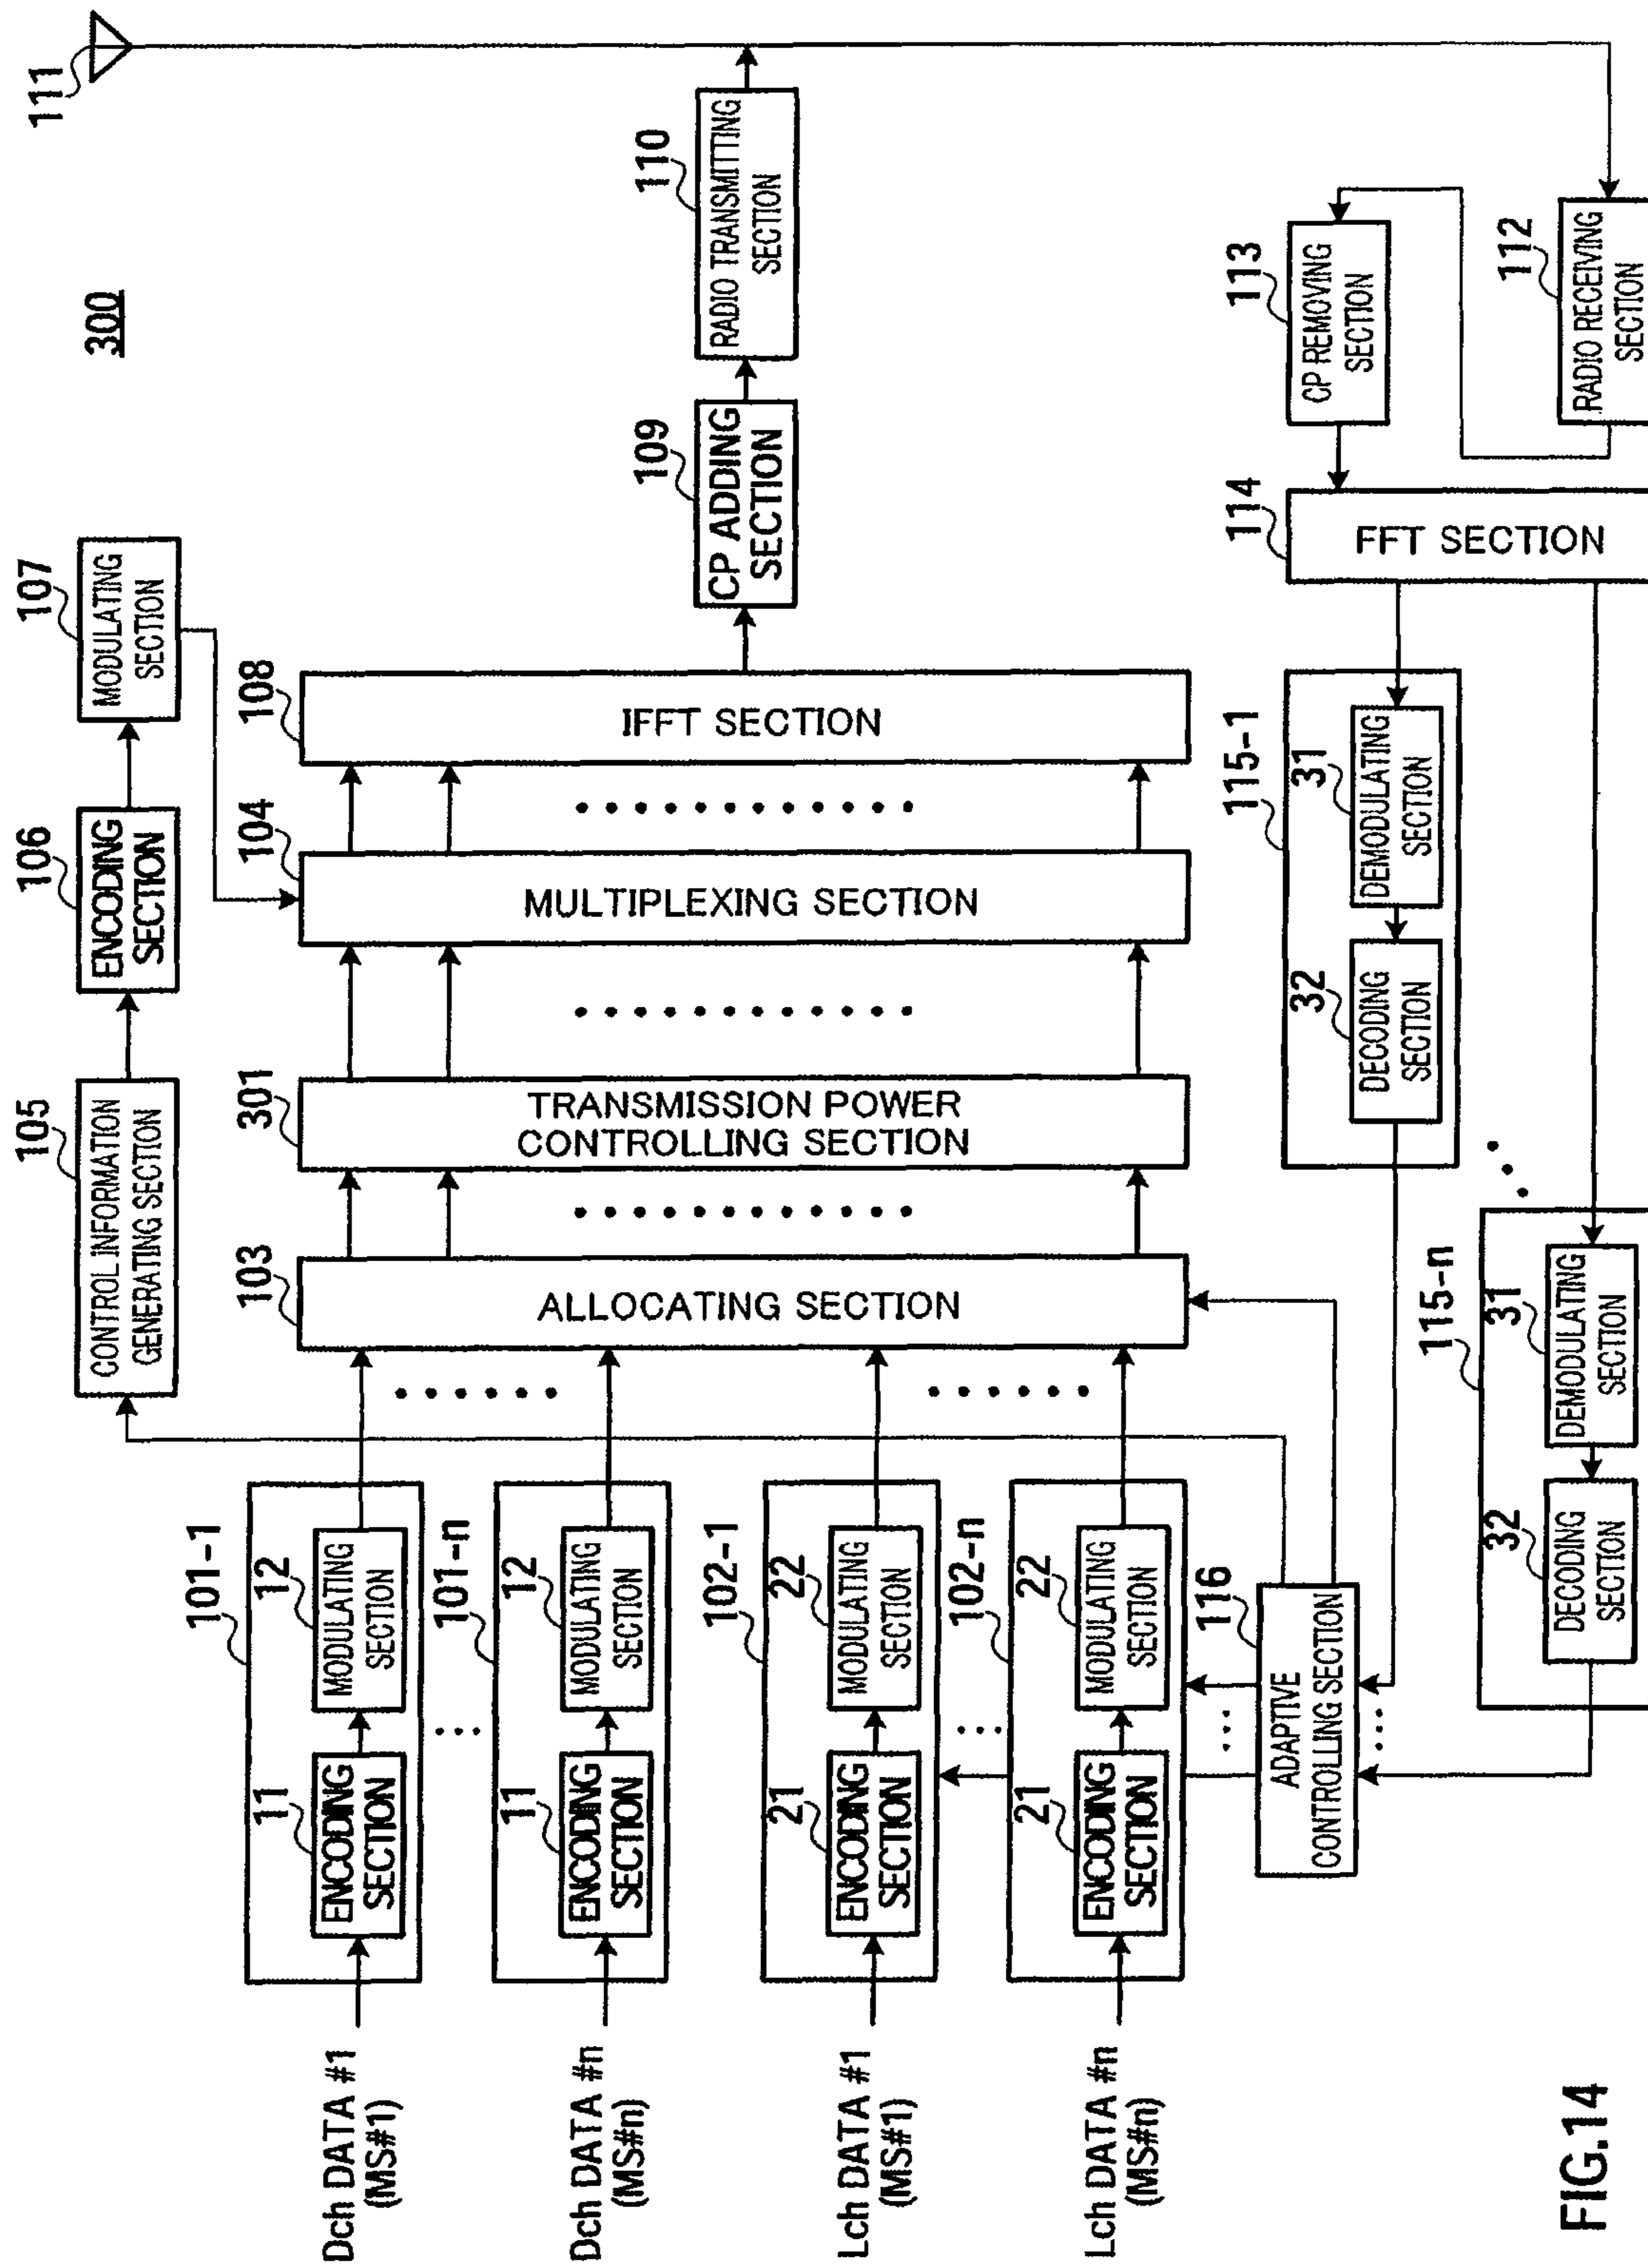 300
111
105
CONTROL INFORMATION
GENERATING SECTION
106
ENCODING
SECTION
107
MODULATING
SECTION
Dch DATA #1
(MS#1)
101-1
11
ENCODING
SECTION
12
MODULATING
SECTION
Dch DATA #n
(MS#n)
101-n
11
ENCODING
SECTION
12
MODULATING
SECTION
Lch DATA #1
(MS#1)
102-1
21
ENCODING
SECTION
22
MODULATING
SECTION
Lch DATA #n
(MS#n)
102-n
21
ENCODING
SECTION
22
MODULATING
SECTION
103
ALLOCATING SECTION
301
TRANSMISSION POWER
CONTROLLING SECTION
104
MULTIPLEXING SECTION
108
IFFT SECTION
109
CP ADDING
SECTION
110
RADIO TRANSMITTING
SECTION
116
ADAPTIVE
CONTROLLING SECTION
115-1
32
DECODING
SECTION
31
DEMODULATING
SECTION
114
FFT SECTION
113
CP REMOVING
SECTION
112
RADIO RECEIVING
SECTION
115-n
32
DECODING
SECTION
31
DEMODULATING
SECTION
FIG.14